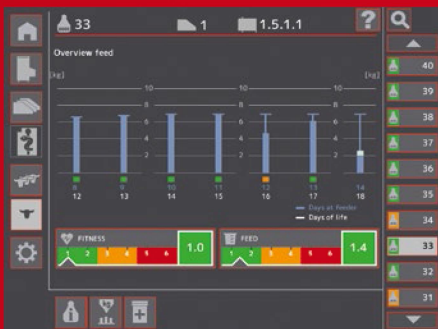 33
1
1.5.1.1
?
Overview feed
[kg]
[kg]
10
10
10
8
8
8
6
6
6
4
4
4
2
2
2
8 9 10 11 12 13 14
12 13 14 15 16 17 18
Days at feeder
Days of life
FITNESS
1 2 3 4 5 6
1.0
FEED
1 2 3 4 5 6
1.4
40
39
38
37
36
35
34
33
32
31